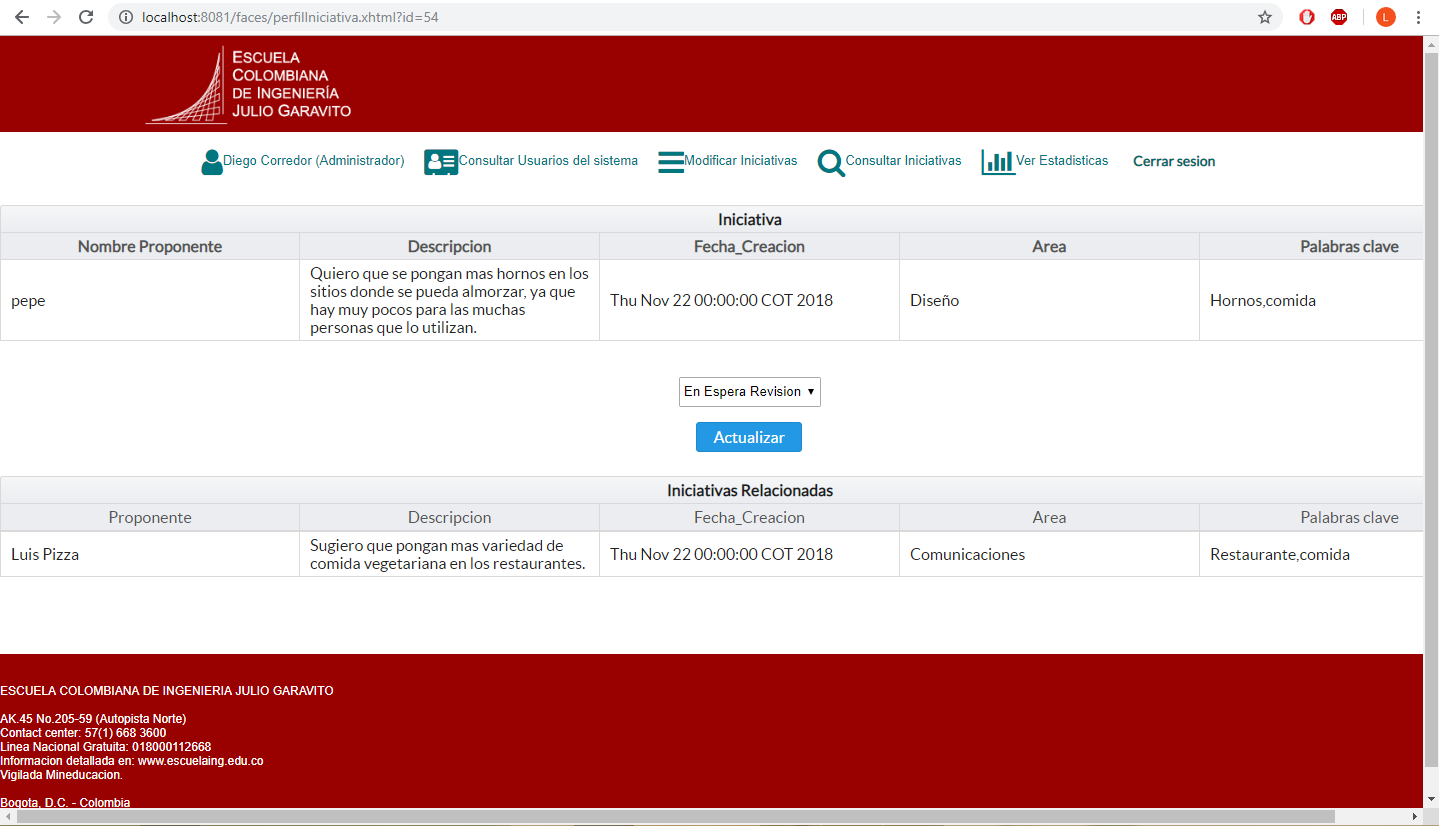 localhost:8081/faces/perfilIniciativa.xhtml?id=54
ABP
L
ESCUELA
COLOMBIANA
DE INGENIERÍA
JULIO GARAVITO
Diego Corredor (Administrador) Consultar Usuarios del sistema Modificar Iniciativas Consultar Iniciativas Ver Estadisticas Cerrar sesion
Iniciativa
Nombre Proponente Descripcion Fecha_Creacion Area Palabras clave
pepe
Quiero que se pongan mas hornos en los
sitios donde se pueda almorzar, ya que
hay muy pocos para las muchas
personas que lo utilizan.
Thu Nov 22 00:00:00 COT 2018
Diseño
Hornos,comida
En Espera Revision
Actualizar
Iniciativas Relacionadas
Proponente Descripcion Fecha_Creacion Area Palabras clave
Luis Pizza
Sugiero que pongan mas variedad de
comida vegetariana en los restaurantes.
Thu Nov 22 00:00:00 COT 2018
Comunicaciones
Restaurante,comida
ESCUELA COLOMBIANA DE INGENIERIA JULIO GARAVITO
AK.45 No.205-59 (Autopista Norte)
Contact center: 57(1) 668 3600
Linea Nacional Gratuita: 018000112668
Informacion detallada en: www.escuelaing.edu.co
Vigilada Mineducacion.
Bogota, D.C. - Colombia